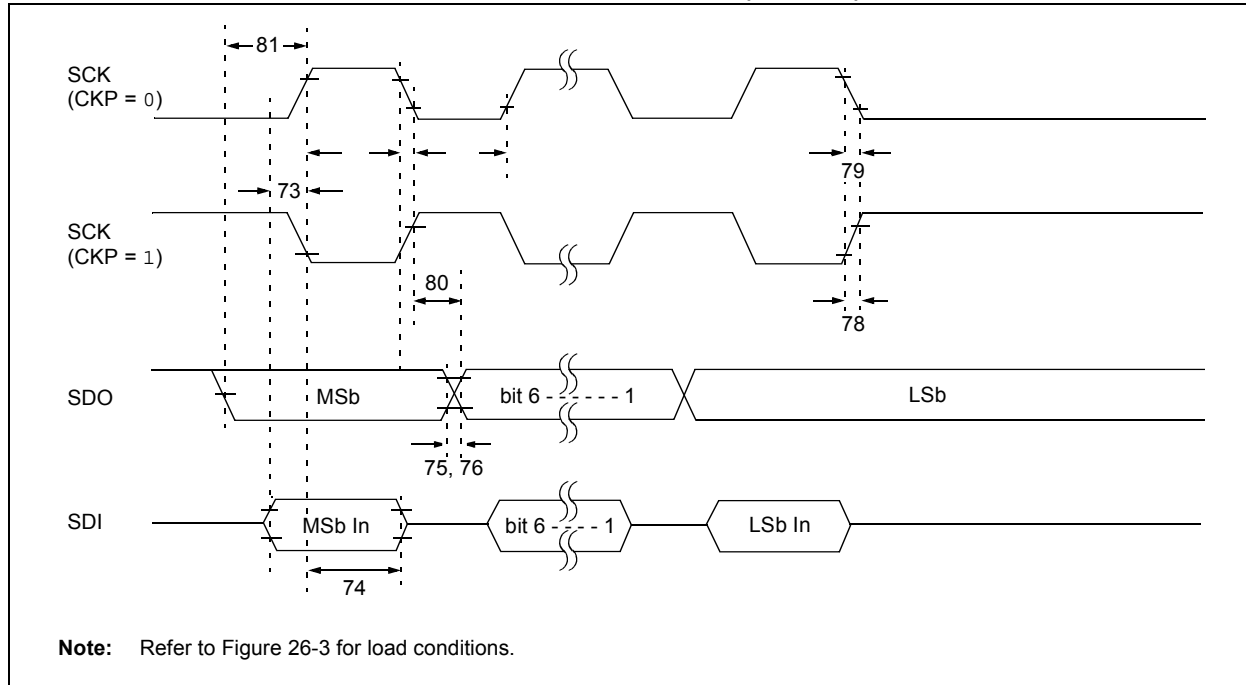 81
SCK
(CKP = 0)
79
73
SCK
(CKP = 1)
80
78
SDO
MSb
bit 6 - - - - - - 1
LSb
75, 76
SDI
MSb In
bit 6 - - - - - 1
LSb In
74
Note: Refer to Figure 26-3 for load conditions.